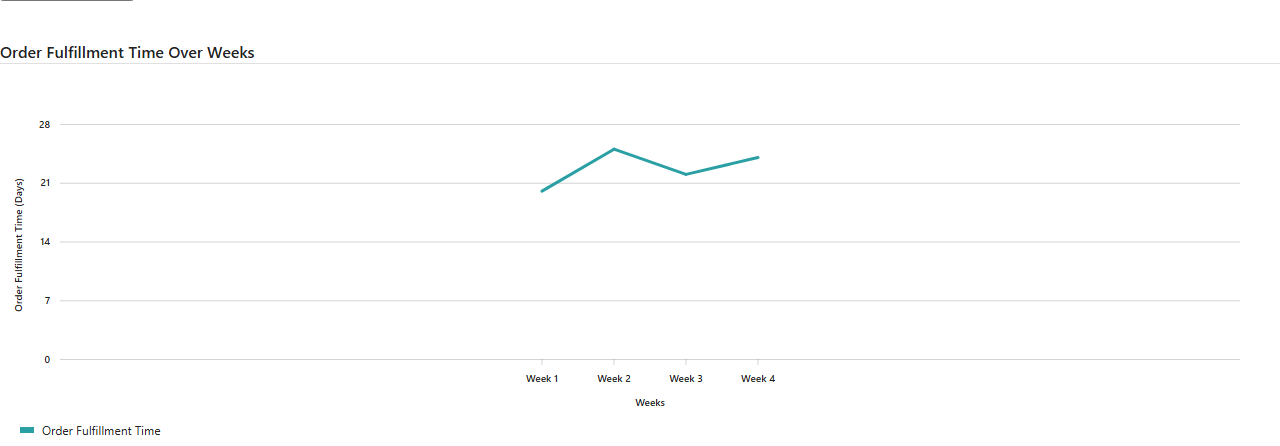 Order Fulfillment Time Over Weeks
28
21
14
7
0
Order Fulfillment Time (Days)
Week 1 Week 2 Week 3 Week 4
Weeks
Order Fulfillment Time